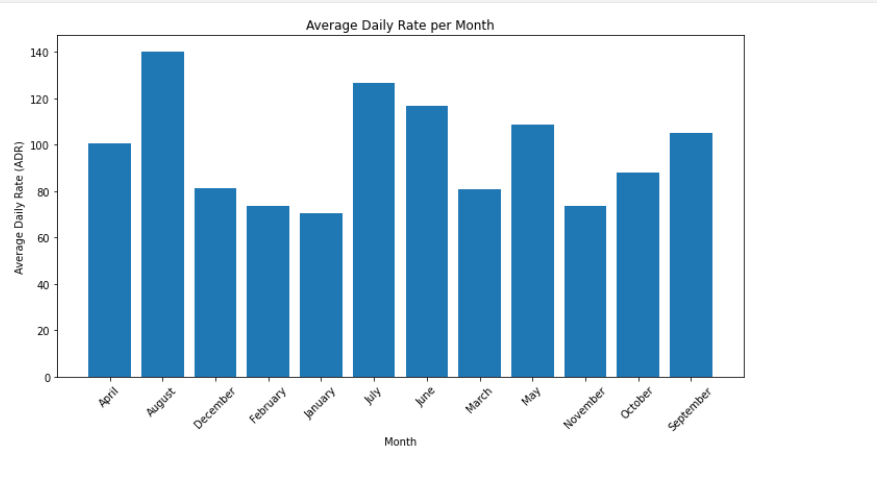 Average Daily Rate per Month
Average Daily Rate (ADR)
140
120
100
80
60
40
20
0
April
August
December
February
January
July
June
March
May
November
October
September
Month